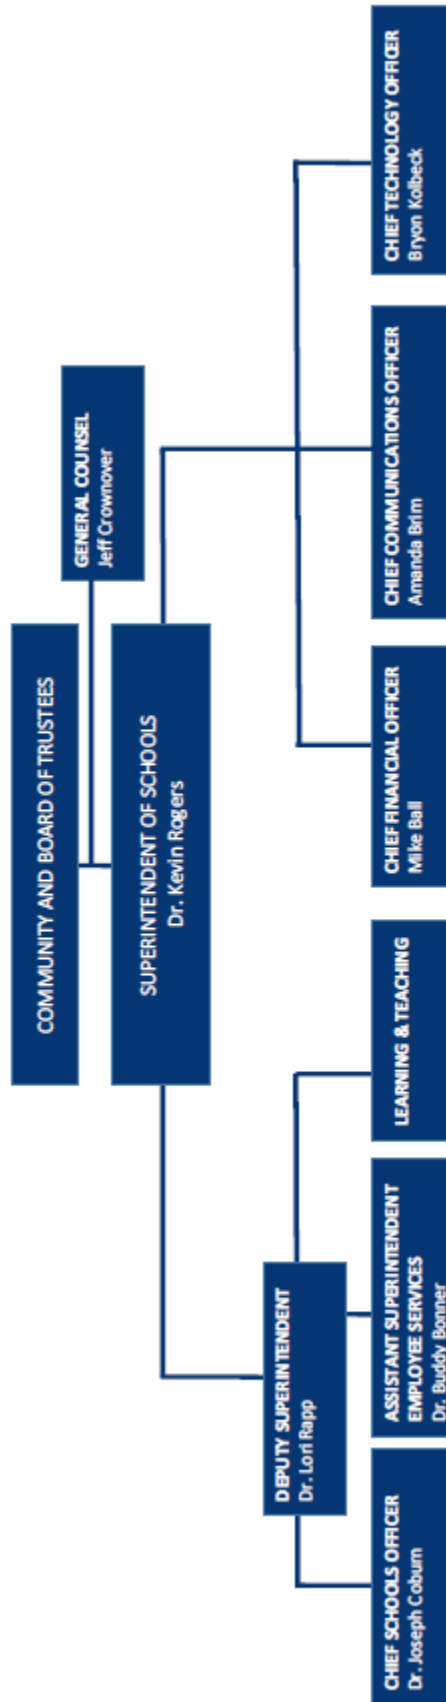 COMMUNITY AND BOARD OF TRUSTEES
GENERAL COUNSEL
Jeff Crownover
SUPERINTENDENT OF SCHOOLS
Dr. Kevin Rogers
DEPUTY SUPERINTENDENT
Dr. Lori Rapp
CHIEF SCHOOLS OFFICER
Dr. Joseph Coburn
ASSISTANT SUPERINTENDENT
EMPLOYEE SERVICES
Dr. Buddy Bonner
LEARNING & TEACHING
CHIEF FINANCIAL OFFICER
Mike Ball
CHIEF COMMUNICATIONS OFFICER
Amanda Brim
CHIEF TECHNOLOGY OFFICER
Bryon Kolbeck